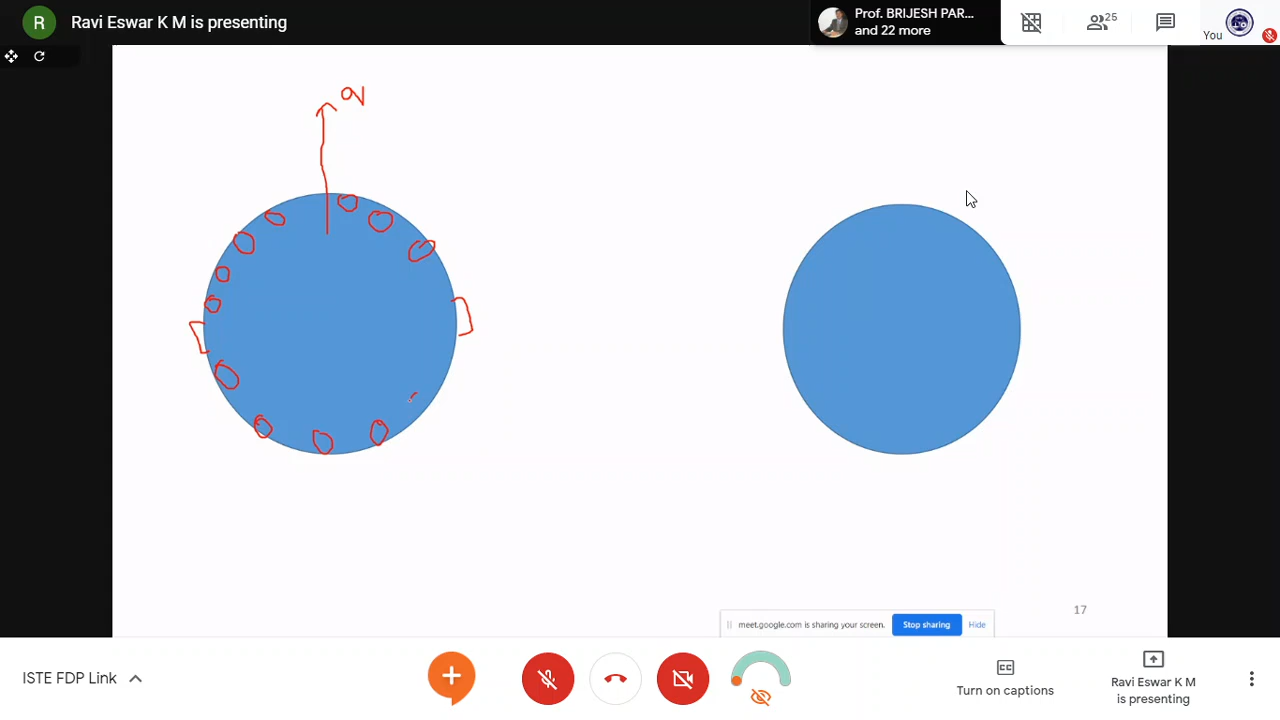 R Ravi Eswar K M is presenting
Prof. BRIJESH PAR...
and 22 more
25
You
17
meet.google.com is sharing your screen. Stop sharing Hide
ISTE FDP Link
Turn on captions
Ravi Eswar K M
is presenting